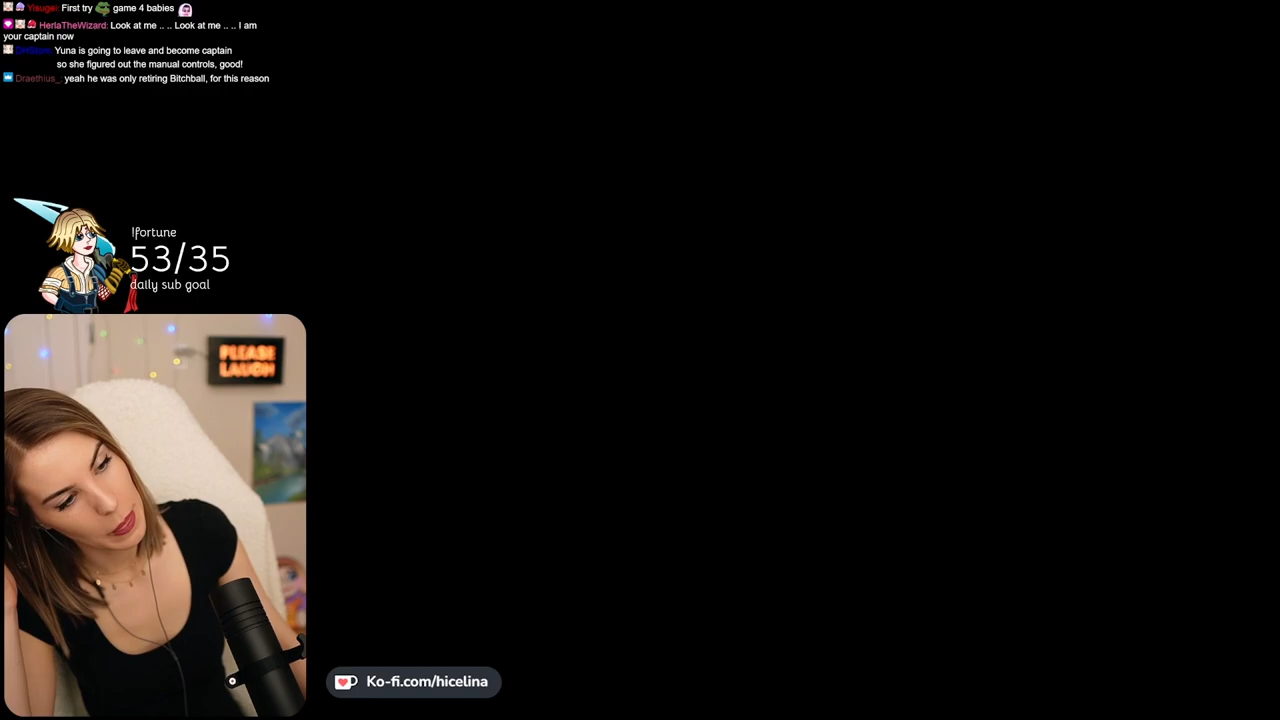 Yisugei: First try game 4 babies
HerlaTheWizard: Look at me .. .. Look at me .. .. I am
your captain now
Yuna is going to leave and become captain
so she figured out the manual controls, good!
Draethius_: yeah he was only retiring Bitchball, for this reason
!fortune
53/35
daily sub goal
PLEASE
LAUGH
Ko-fi.com/hicelina